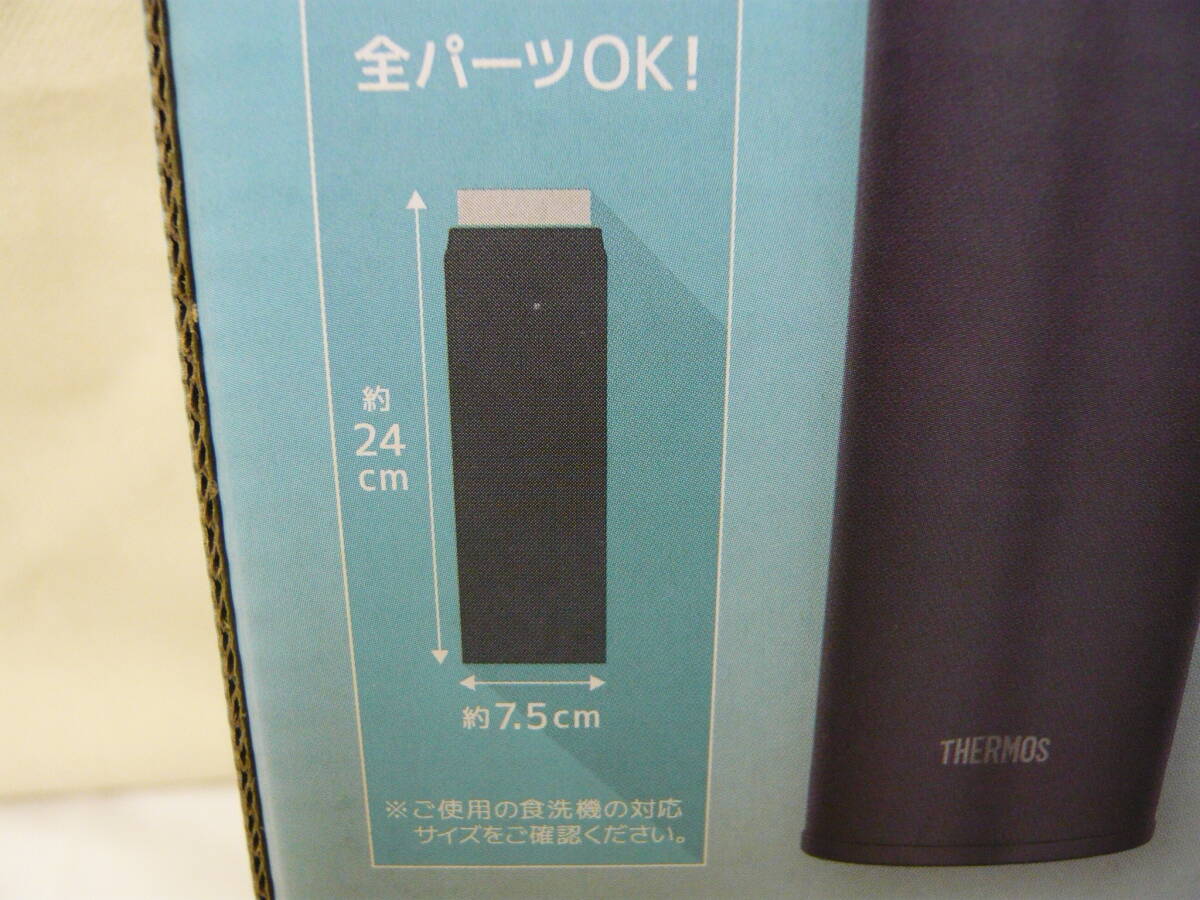 全パーツOK!
約
24
cm
約7.5cm
※ご使用の食洗機の対応
サイズをご確認ください。
THERMOS